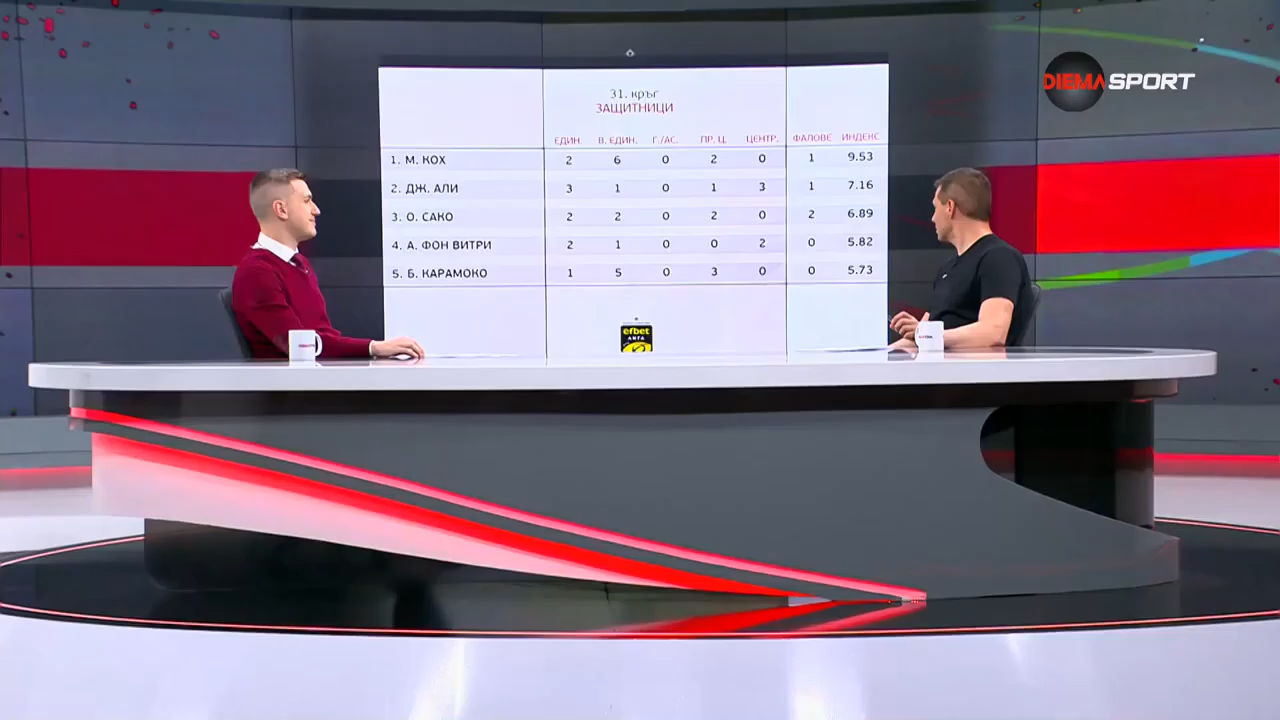 DIEMA SPORT
31. кръг
ЗАЩИТНИЦИ
ЕДИН. В. ЕДИН. Г./АС. ПР. Ц. ЦЕНТР. ФАЛОВЕ ИНДЕКС
1. М. КОХ 2 6 0 2 0 1 9.53
2. ДЖ. АЛИ 3 1 0 1 3 1 7.16
3. О. САКО 2 2 0 2 0 2 6.89
4. А. ФОН ВИТРИ 2 1 0 0 2 0 5.82
5. Б. КАРАМОКО 1 5 0 3 0 0 5.73
efbet
ЛИГА